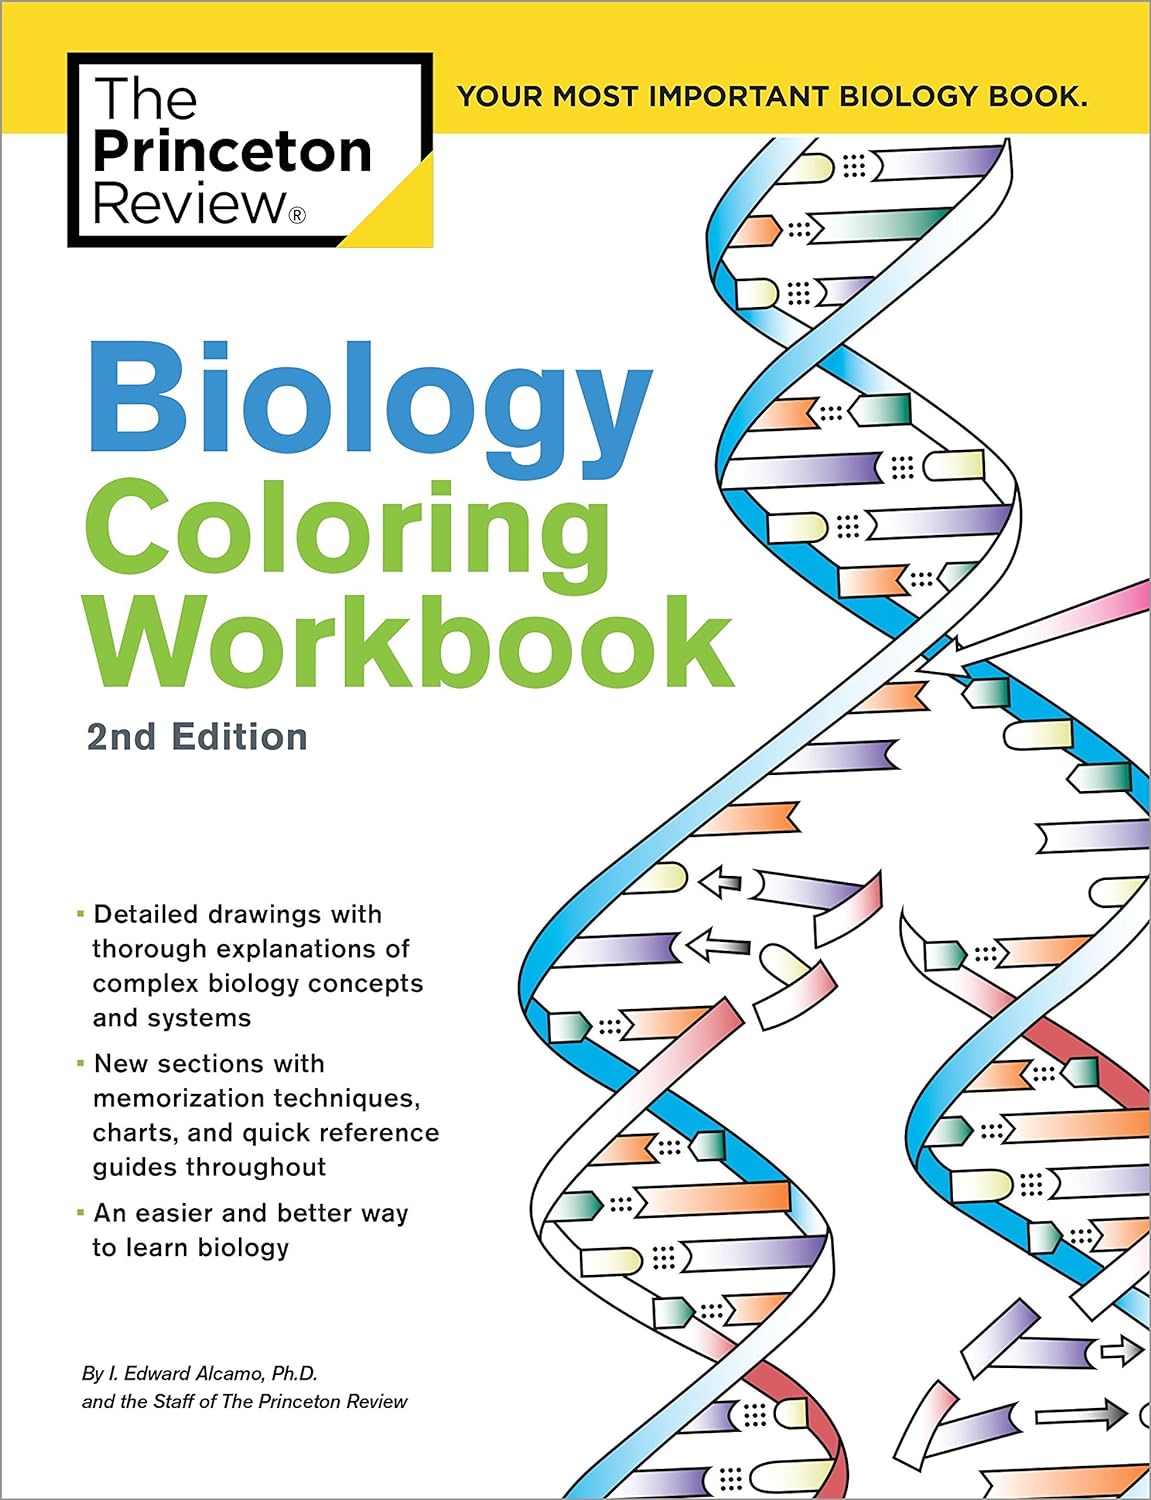 The
Princeton
Review®
YOUR MOST IMPORTANT BIOLOGY BOOK.
Biology
Coloring
Workbook
2nd Edition
▪ Detailed drawings with
thorough explanations of
complex biology concepts
and systems
▪ New sections with
memorization techniques,
charts, and quick reference
guides throughout
▪ An easier and better way
to learn biology
By I. Edward Alcamo, Ph.D.
and the Staff of The Princeton Review